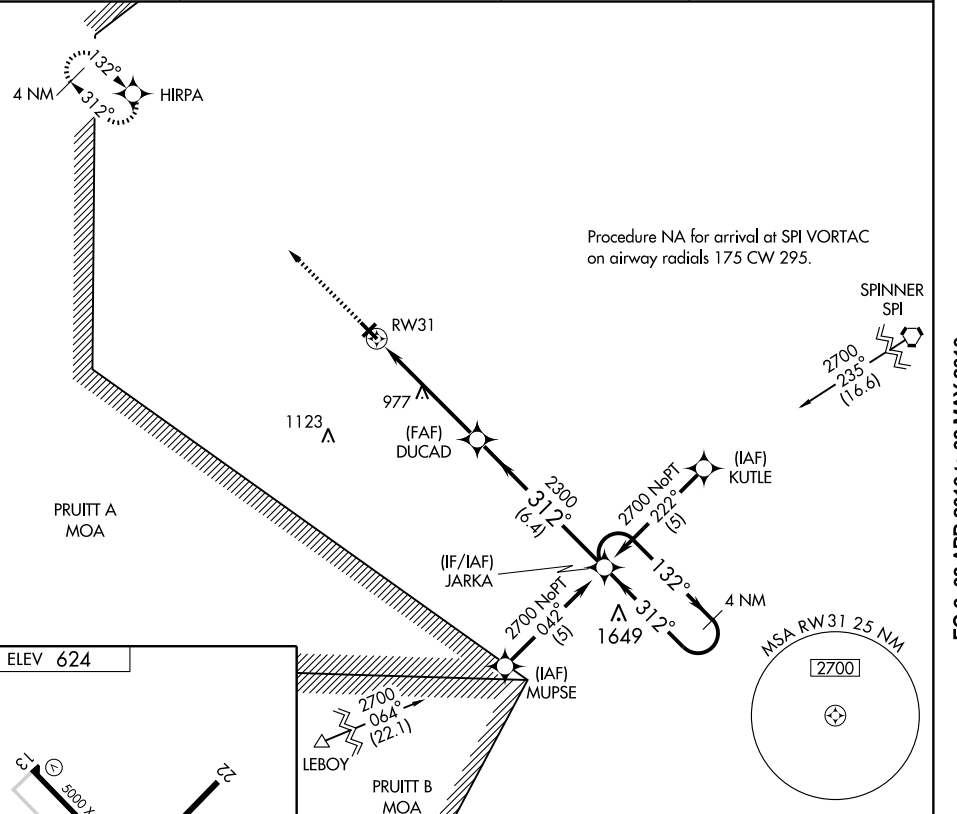 132°
4 NM
312°
HIRPA
Procedure NA for arrival at SPI VORTAC
on airway radials 175 CW 295.
SPINNER
SPI
2700
235°
(16.6)
RW31
977
1123
(FAF)
DUCAD
(IAF)
KUTLE
2700 NoPT
222°
(5)
2300
312°
(6.4)
PRUITT A
MOA
(IF/IAF)
JARKA
132°
312°
4 NM
1649
2700 NoPT
042°
(5)
(IAF)
MUPSE
MSA RW31 25 NM
2700
ELEV 624
2700
064°
(22.1)
LEBOY
PRUITT B
MOA
13
V
5000 X
22